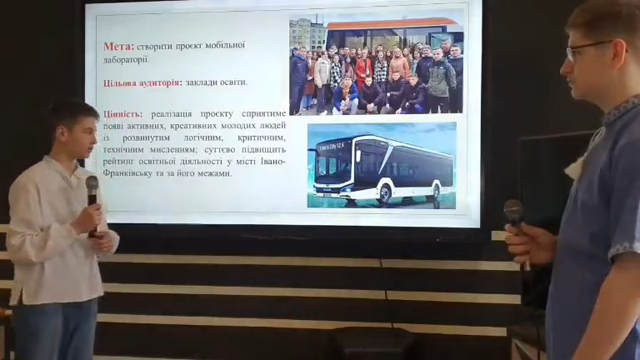 Мета: створити проєкт мобільної
лабораторії.
Цільова аудиторія: заклади освіти.
Цінність: реалізація проєкту сприятиме
появі активних, креативних молодих людей
із розвинутим логічним, критичним,
технічним мисленням; суттєво підвищить
рейтинг освітньої діяльності у місті Івано-
Франківську та за його межами.